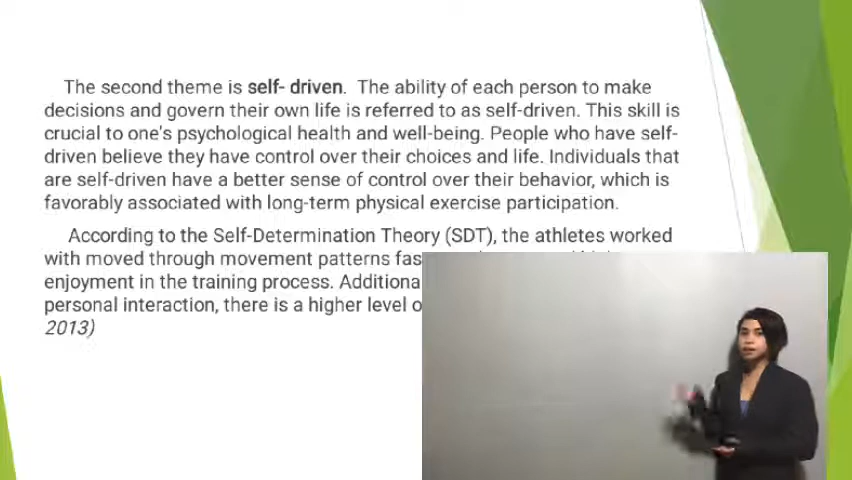 The second theme is self- driven. The ability of each person to make
decisions and govern their own life is referred to as self-driven. This skill is
crucial to one's psychological health and well-being. People who have self-
driven believe they have control over their choices and life. Individuals that
are self-driven have a better sense of control over their behavior, which is
favorably associated with long-term physical exercise participation.
According to the Self-Determination Theory (SDT), the athletes worked
with moved through movement patterns
enjoyment in the training process.
personal interaction, there is a higher level
2013)